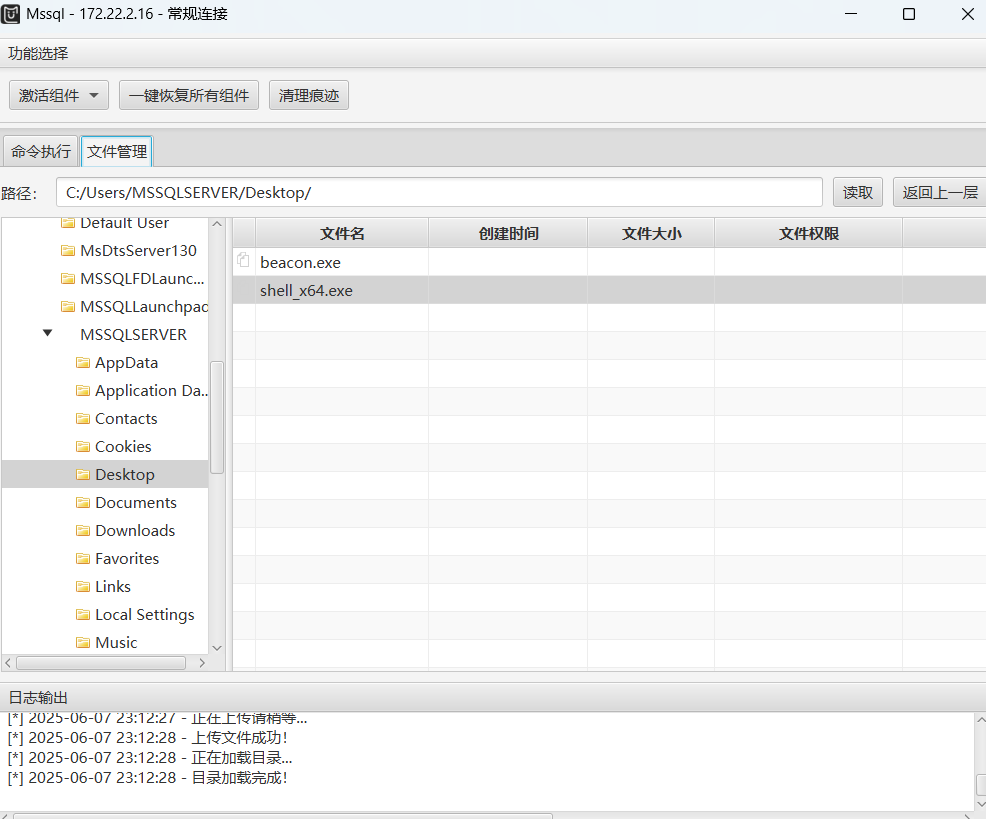 Mssql - 172.22.2.16 - 常规连接
功能选择
激活组件 一键恢复所有组件 清理痕迹
命令执行 文件管理
路径: C:/Users/MSSQLSERVER/Desktop/ 读取 返回上一层
Default User
MsDtsServer130
MSSQLFDLaunc...
MSSQLLaunchpad
MSSQLSERVER
AppData
Application Da..
Contacts
Cookies
Desktop
Documents
Downloads
Favorites
Links
Local Settings
Music
文件名 创建时间 文件大小 文件权限
beacon.exe
shell_x64.exe
日志输出
[*] 2025-06-07 23:12:27 - 正在上传请稍等...
[*] 2025-06-07 23:12:28 - 上传文件成功!
[*] 2025-06-07 23:12:28 - 正在加载目录...
[*] 2025-06-07 23:12:28 - 目录加载完成!